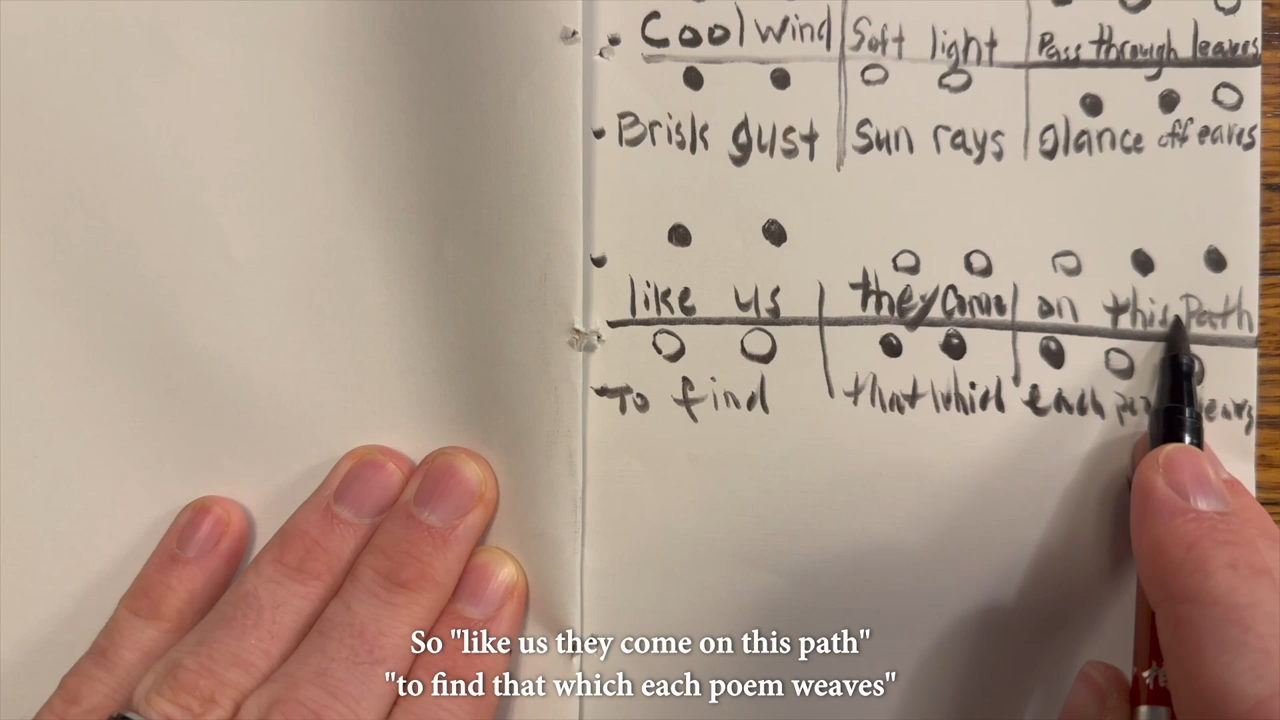 Cool wind | Soft light | Pass through leaves
Brisk gust | Sun rays | glance off eaves
like us | they come | on this Path
To find | that which | each
So "like us they come on this path"
"to find that which each poem weaves"